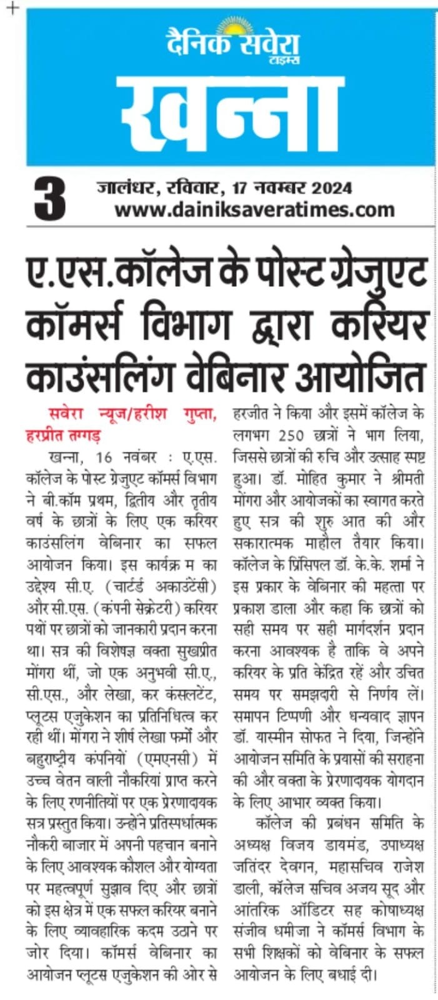 दैनिक सवेरा
टाइम्स
खन्ना
3
जालंधर, रविवार, 17 नवम्बर 2024
www.dainiksaveratimes.com
ए.एस.कॉलेज के पोस्ट ग्रेजुएट
कॉमर्स विभाग द्वारा करियर
काउंसलिंग वेबिनार आयोजित
सवेरा न्यूज/हरीश गुप्ता,
हरप्रीत तग्गड़
खन्ना, 16 नवंबर : ए.एस.
कॉलेज के पोस्ट ग्रेजुएट कॉमर्स विभाग
ने बी.कॉम प्रथम, द्वितीय और तृतीय
वर्ष के छात्रों के लिए एक करियर
काउंसलिंग वेबिनार का सफल
आयोजन किया। इस कार्यक्र म का
उद्देश्य सी.ए. (चार्टर्ड अकाउंटेंसी)
और सी.एस. (कंपनी सेक्रेटरी) करियर
पथों पर छात्रों को जानकारी प्रदान करना
था। सत्र की विशेषज्ञ वक्ता सुखप्रीत
मोंगरा थीं, जो एक अनुभवी सी.ए.,
सी.एस., और लेखा, कर कंसलटेंट,
प्लूटस एजुकेशन का प्रतिनिधित्व कर
रही थीं। मोंगरा ने शीर्ष लेखा फर्मों और
बहुराष्ट्रीय कंपनियों (एमएनसी) में
उच्च वेतन वाली नौकरियां प्राप्त करने
के लिए रणनीतियों पर एक प्रेरणादायक
सत्र प्रस्तुत किया। उन्होंने प्रतिस्पर्धात्मक
नौकरी बाजार में अपनी पहचान बनाने
के लिए आवश्यक कौशल और योग्यता
पर महत्वपूर्ण सुझाव दिए और छात्रों
को इस क्षेत्र में एक सफल करियर बनाने
के लिए व्यावहारिक कदम उठाने पर
जोर दिया। कॉमर्स वेबिनार का
आयोजन प्लूटस एजुकेशन की ओर से
हरजीत ने किया और इसमें कॉलेज के
लगभग 250 छात्रों ने भाग लिया,
जिससे छात्रों की रुचि और उत्साह स्पष्ट
हुआ। डॉ. मोहित कुमार ने श्रीमती
मोंगरा और आयोजकों का स्वागत करते
हुए सत्र की शुरु आत की और
सकारात्मक माहौल तैयार किया।
कॉलेज के प्रिंसिपल डॉ. के.के. शर्मा ने
इस प्रकार के वेबिनार की महत्ता पर
प्रकाश डाला और कहा कि छात्रों को
सही समय पर सही मार्गदर्शन प्रदान
करना आवश्यक है ताकि वे अपने
करियर के प्रति केंद्रित रहें और उचित
समय पर समझदारी से निर्णय लें।
समापन टिप्पणी और धन्यवाद ज्ञापन
डॉ. यास्मीन सोफत ने दिया, जिन्होंने
आयोजन समिति के प्रयासों की सराहना
की और वक्ता के प्रेरणादायक योगदान
के लिए आभार व्यक्त किया।
कॉलेज की प्रबंधन समिति के
अध्यक्ष विजय डायमंड, उपाध्यक्ष
जतिंदर देवगन, महासचिव राजेश
डाली, कॉलेज सचिव अजय सूद और
आंतरिक ऑडिटर सह कोषाध्यक्ष
संजीव धमीजा ने कॉमर्स विभाग के
सभी शिक्षकों को वेबिनार के सफल
आयोजन के लिए बधाई दी।